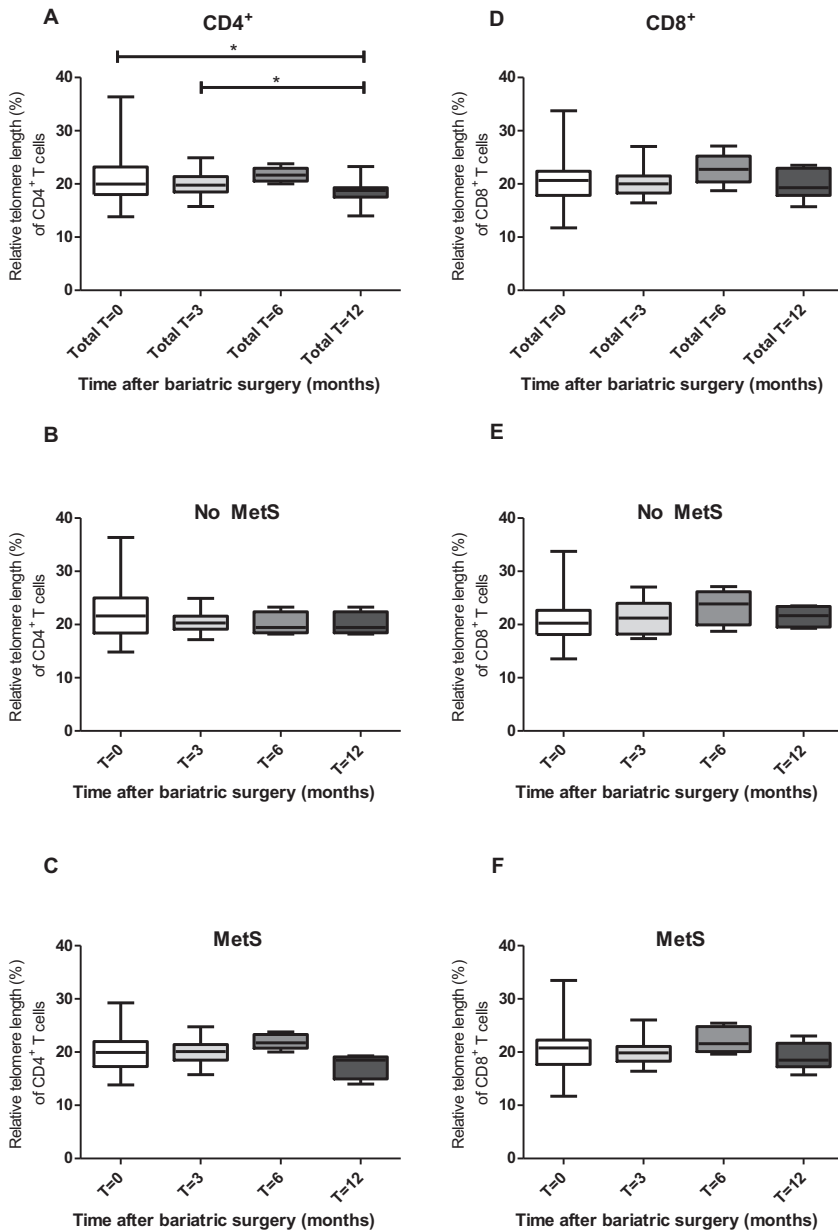 A
CD4+
*
*
Relative telomere length (%)
of CD4+ T cells
40
30
20
10
0
Total T=0
Total T=3
Total T=6
Total T=12
Time after bariatric surgery (months)
D
CD8+
Relative telomere length (%)
of CD8+ T cells
40
30
20
10
0
Total T=0
Total T=3
Total T=6
Total T=12
Time after bariatric surgery (months)
B
No MetS
Relative telomere length (%)
of CD4+ T cells
40
30
20
10
0
T=0
T=3
T=6
T=12
Time after bariatric surgery (months)
E
No MetS
Relative telomere length (%)
of CD8+ T cells
40
30
20
10
0
T=0
T=3
T=6
T=12
Time after bariatric surgery (months)
C
MetS
Relative telomere length (%)
of CD4+ T cells
40
30
20
10
0
T=0
T=3
T=6
T=12
Time after bariatric surgery (months)
F
MetS
Relative telomere length (%)
of CD8+ T cells
40
30
20
10
0
T=0
T=3
T=6
T=12
Time after bariatric surgery (months)